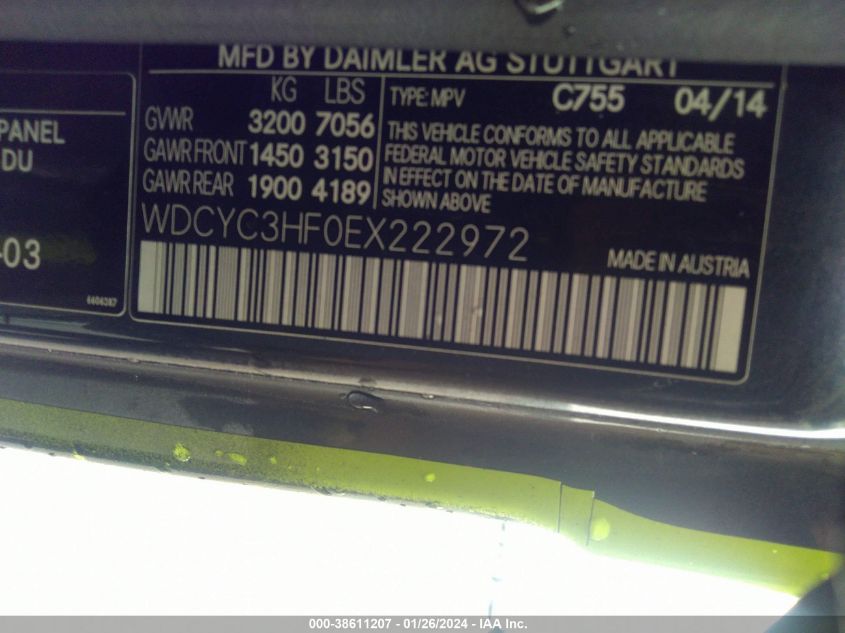 MFD BY DAIMLER AG STUTTGART
KG LBS
GVWR 3200 7056
GAWR FRONT 1450 3150
GAWR REAR 1900 4189
TYPE: MPV C755 04/14
THIS VEHICLE CONFORMS TO ALL APPLICABLE
FEDERAL MOTOR VEHICLE SAFETY STANDARDS
IN EFFECT ON THE DATE OF MANUFACTURE
SHOWN ABOVE
WDCYC3HF0EX222972
MADE IN AUSTRIA
PANEL
DU
-03
000-38611207 - 01/26/2024 - IAA Inc.